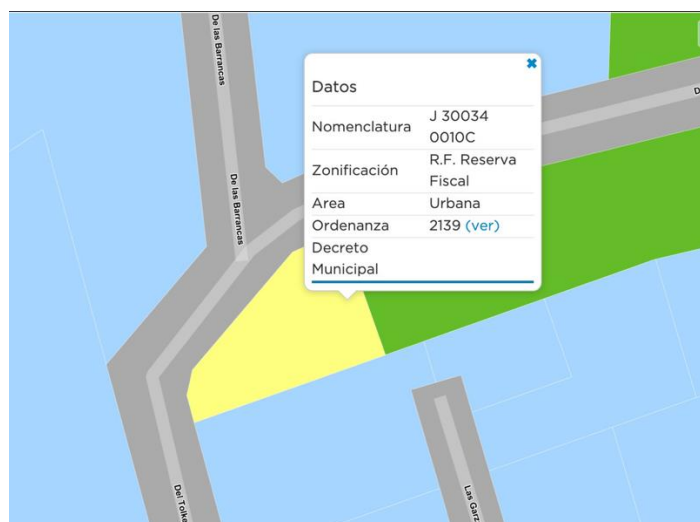 De las Barrancas
Datos
Nomenclatura J 30034
0010C
Zonificación R.F. Reserva
Fiscal
Area Urbana
Ordenanza 2139 (ver)
Decreto
Municipal
De las Barrancas
D
Del Tolke
Las Garz